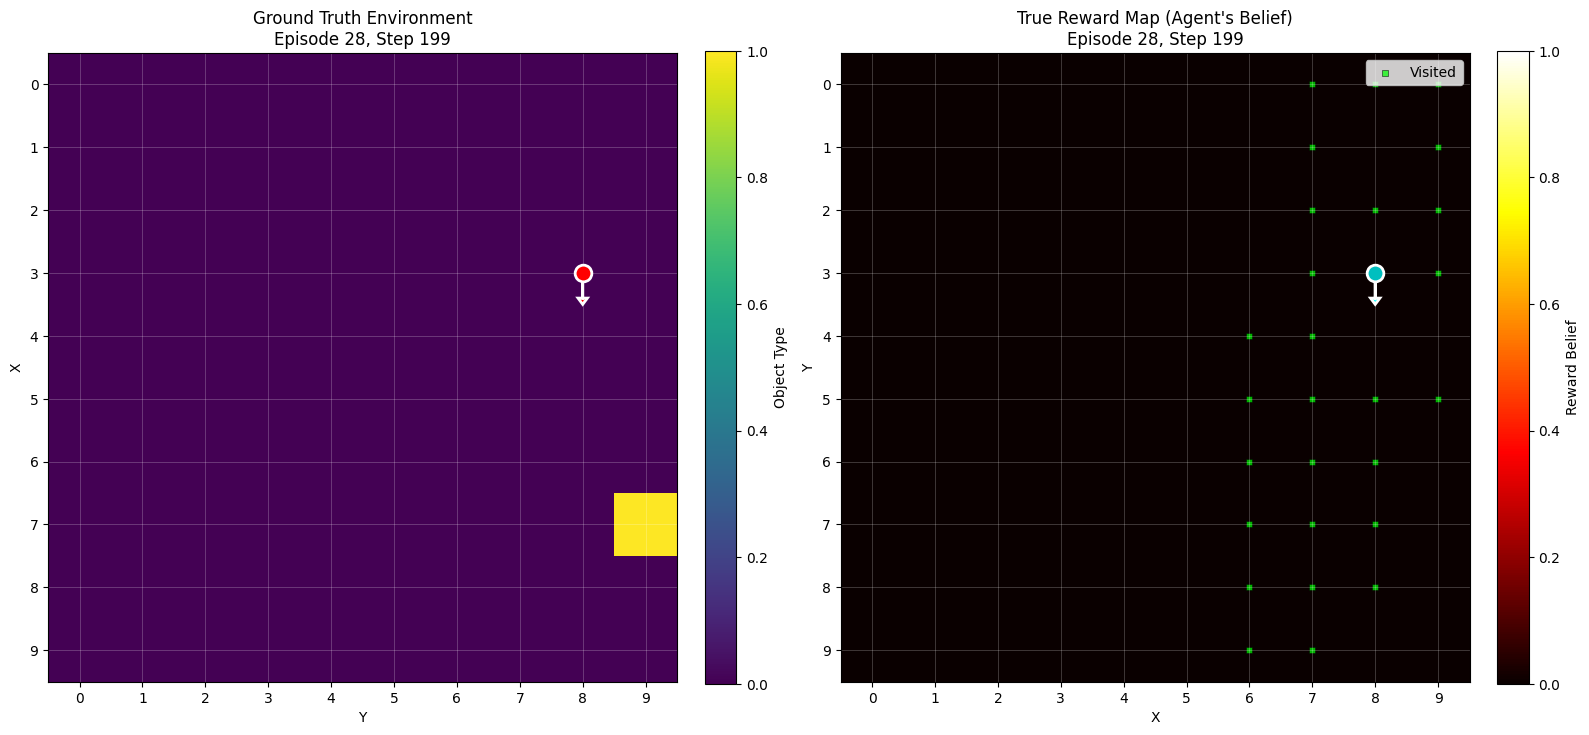 Ground Truth Environment
Episode 28, Step 199
X
0
1
2
3
4
5
6
7
8
9
0 1 2 3 4 5 6 7 8 9
Y
1.0
0.8
0.6
0.4
0.2
0.0
Object Type
True Reward Map (Agent's Belief)
Episode 28, Step 199
Visited
Y
0
1
2
3
4
5
6
7
8
9
0 1 2 3 4 5 6 7 8 9
X
1.0
0.8
0.6
0.4
0.2
0.0
Reward Belief